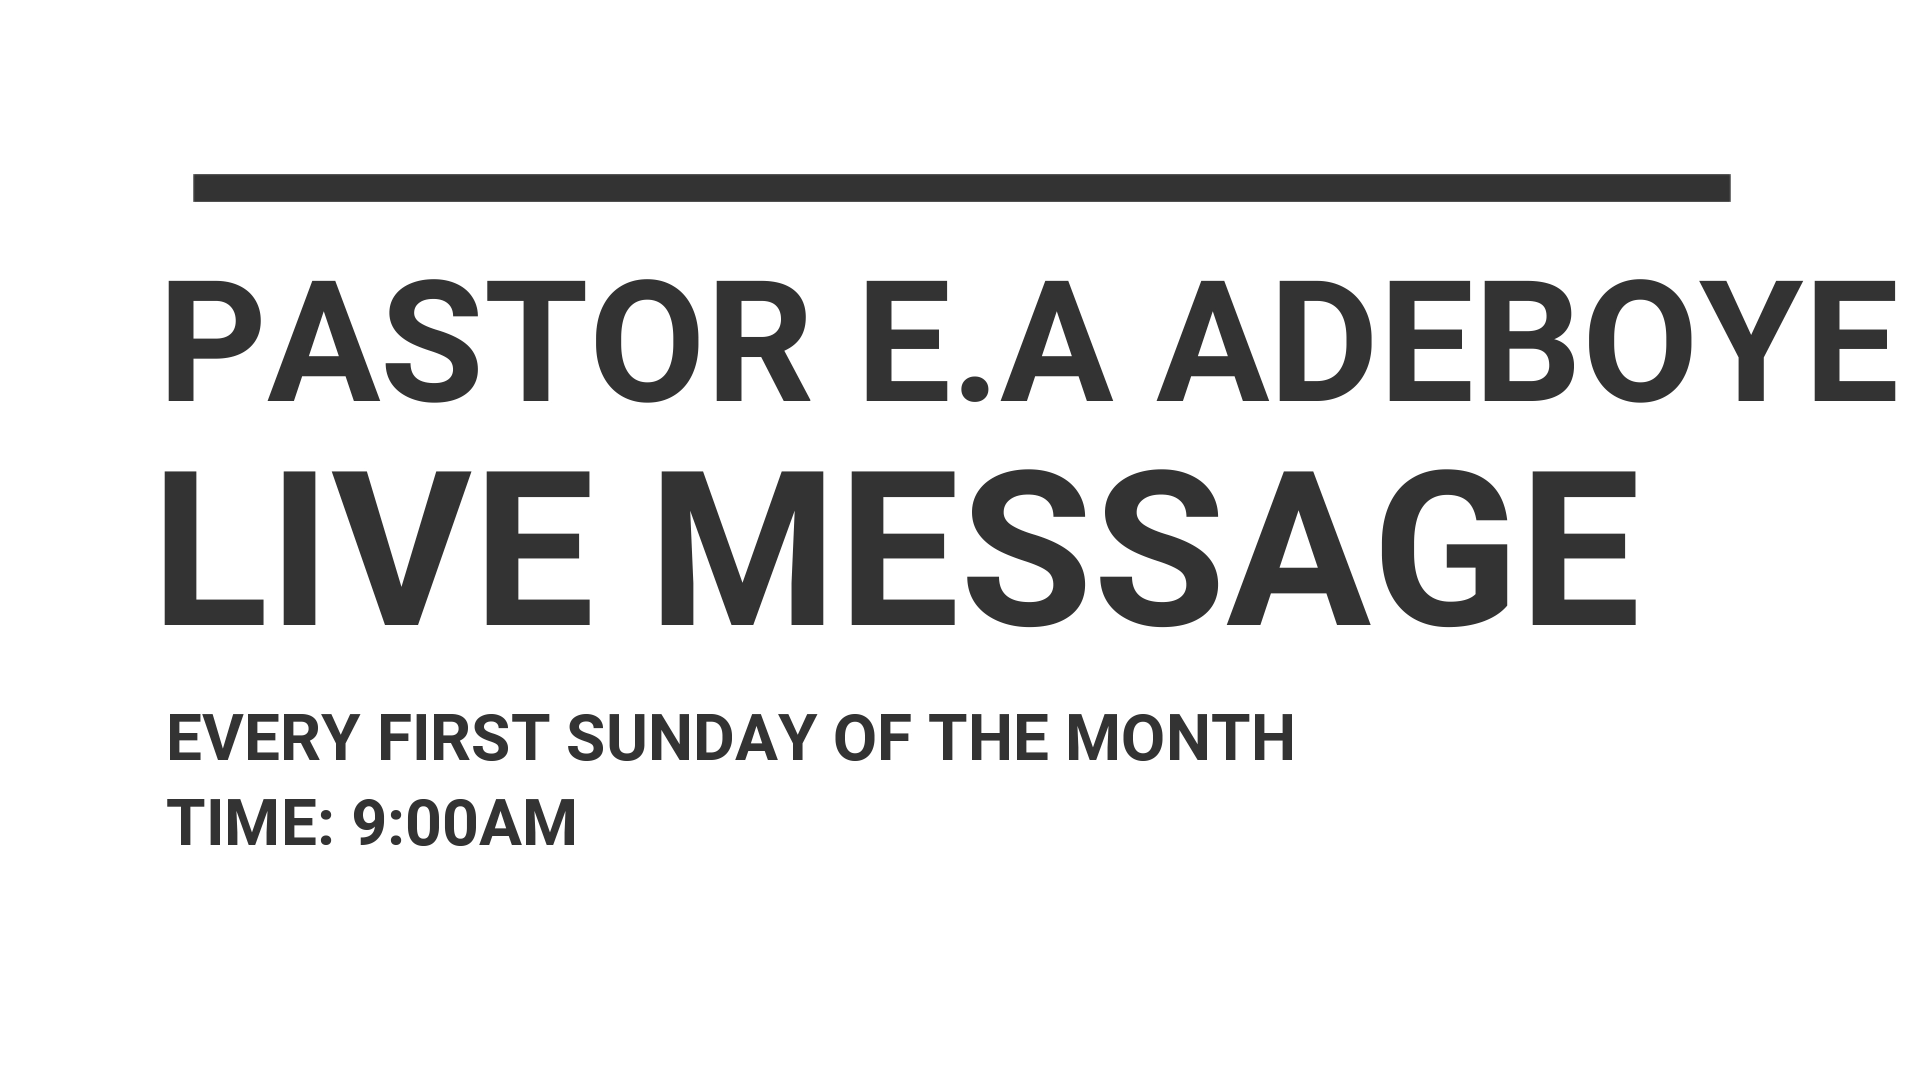 PASTOR E.A ADEBOYE
LIVE MESSAGE
EVERY FIRST SUNDAY OF THE MONTH
TIME: 9:00AM